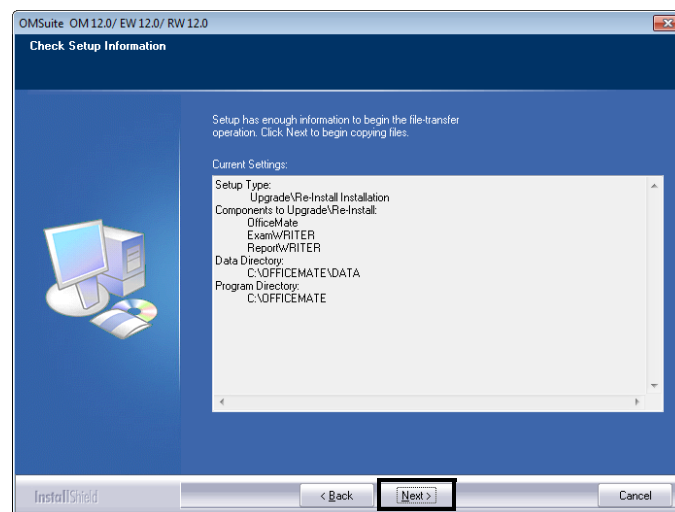 OMSuite OM 12.0/ EW 12.0/ RW 12.0
Check Setup Information
Setup has enough information to begin the file-transfer
operation. Click Next to begin copying files.
Current Settings:
Setup Type:
Upgrade\Re-Install Installation
Components to Upgrade\Re-Install:
OfficeMate
ExamWRITER
ReportWRITER
Data Directory:
C:\OFFICEMATE\DATA
Program Directory:
C:\OFFICEMATE
InstallShield
< Back
Next >
Cancel